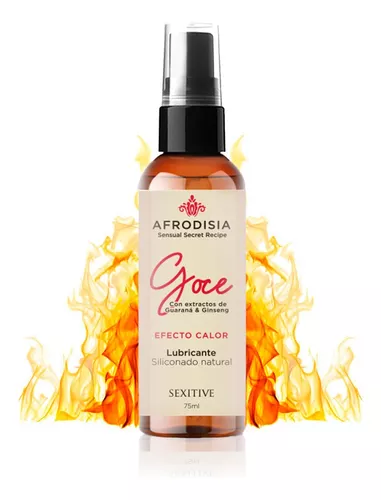 AFRODISIA
Sensual Secret Recipe
Goce
Con extractos de
Guaraná & Ginseng
EFECTO CALOR
Lubricante
Siliconado natural
SEXITIVE
75ml